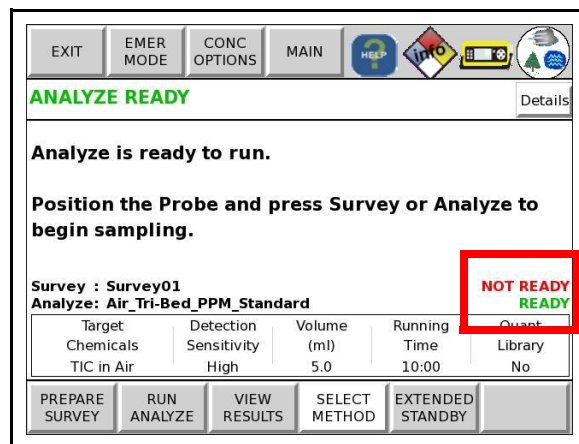 EXIT
EMER
MODE
CONC
OPTIONS
MAIN
HELP
info
ANALYZE READY
Details
Analyze is ready to run.
Position the Probe and press Survey or Analyze to
begin sampling.
Survey : Survey01 NOT READY
Analyze: Air_Tri-Bed_PPM_Standard READY
Target Detection Volume Running Quant
Chemicals Sensitivity (ml) Time Library
TIC in Air High 5.0 10:00 No
PREPARE
SURVEY
RUN
ANALYZE
VIEW
RESULTS
SELECT
METHOD
EXTENDED
STANDBY